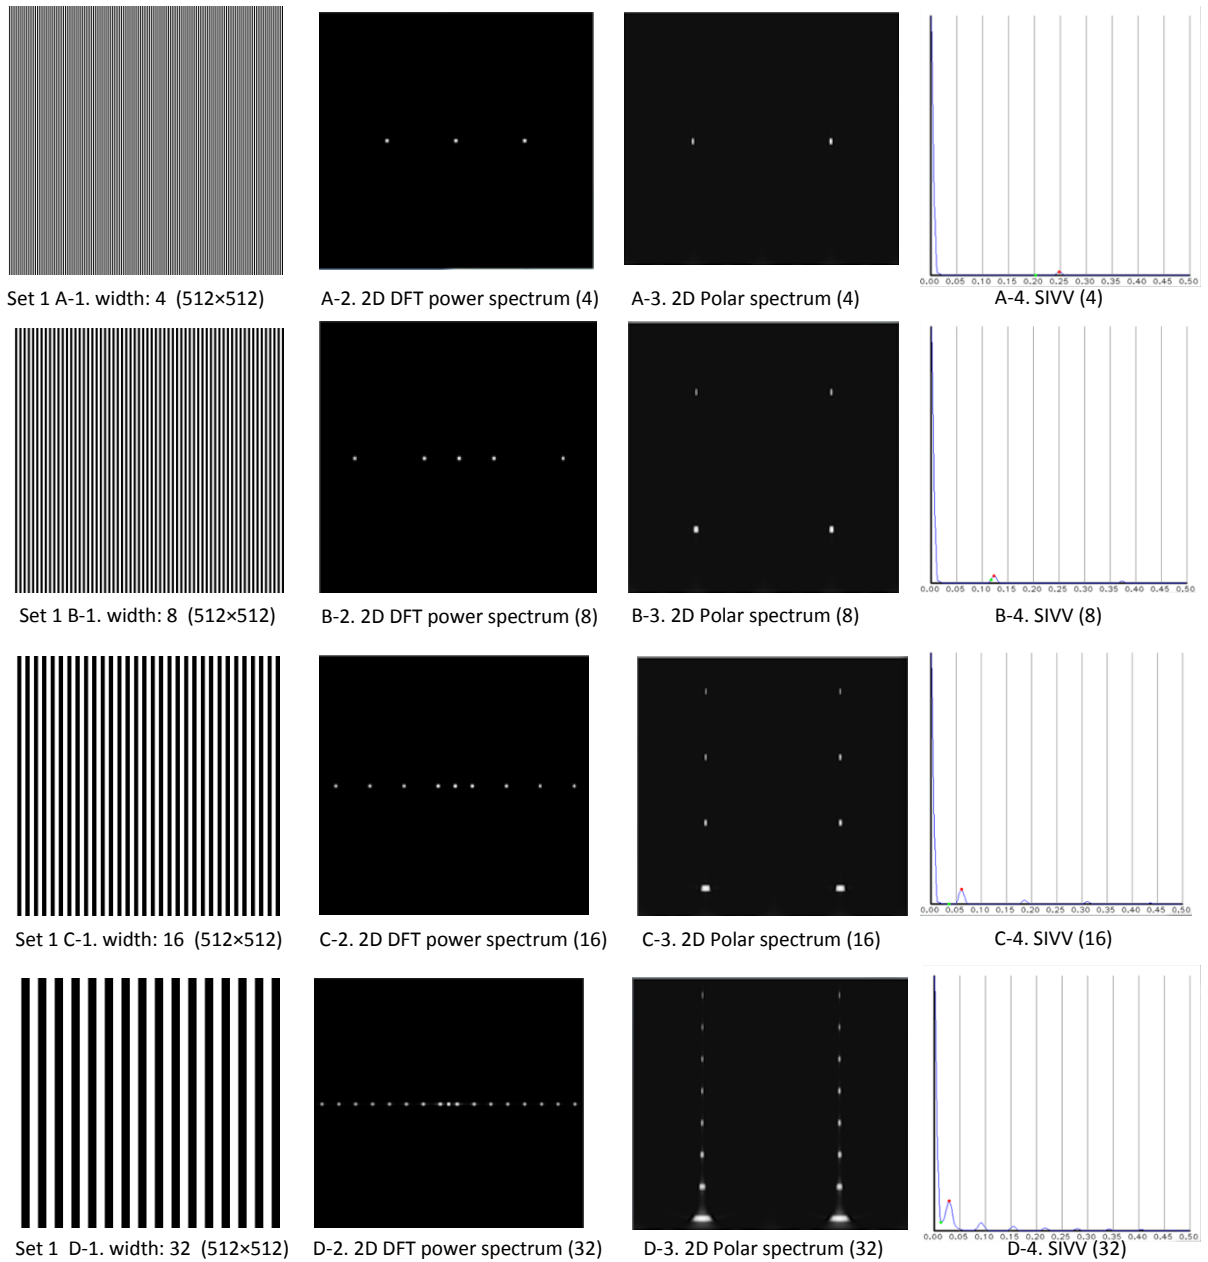 0.00 0.05 0.10 0.15 0.20 0.25 0.30 0.35 0.40 0.45 0.50
Set 1 A-1. width: 4 (512×512) A-2. 2D DFT power spectrum (4) A-3. 2D Polar spectrum (4) A-4. SIVV (4)
0.00 0.05 0.10 0.15 0.20 0.25 0.30 0.35 0.40 0.45 0.50
Set 1 B-1. width: 8 (512×512) B-2. 2D DFT power spectrum (8) B-3. 2D Polar spectrum (8) B-4. SIVV (8)
0.00 0.05 0.10 0.15 0.20 0.25 0.30 0.35 0.40 0.45 0.50
Set 1 C-1. width: 16 (512×512) C-2. 2D DFT power spectrum (16) C-3. 2D Polar spectrum (16) C-4. SIVV (16)
0.00 0.05 0.10 0.15 0.20 0.25 0.30 0.35 0.40 0.45 0.50
Set 1 D-1. width: 32 (512×512) D-2. 2D DFT power spectrum (32) D-3. 2D Polar spectrum (32) D-4. SIVV (32)